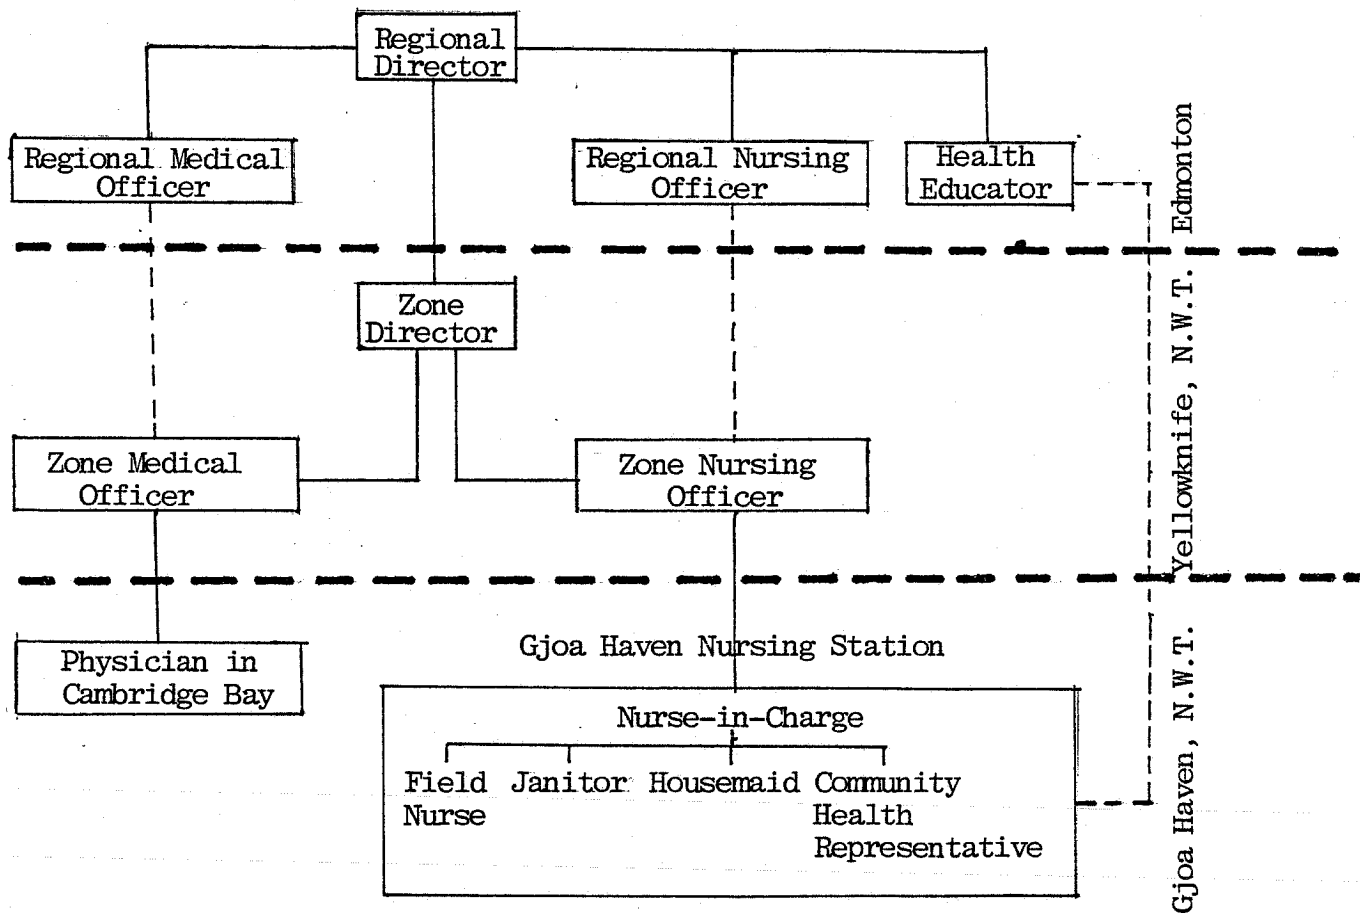 Regional
Director
Regional Medical
Officer
Regional Nursing
Officer
Health
Educator
Edmonton
Zone
Director
Zone Medical
Officer
Zone Nursing
Officer
Yellowknife, N.W.T.
Physician in
Cambridge Bay
Gjoa Haven Nursing Station
Nurse-in-Charge
Field
Nurse
Janitor
Housemaid
Community
Health
Representative
Gjoa Haven, N.W.T.